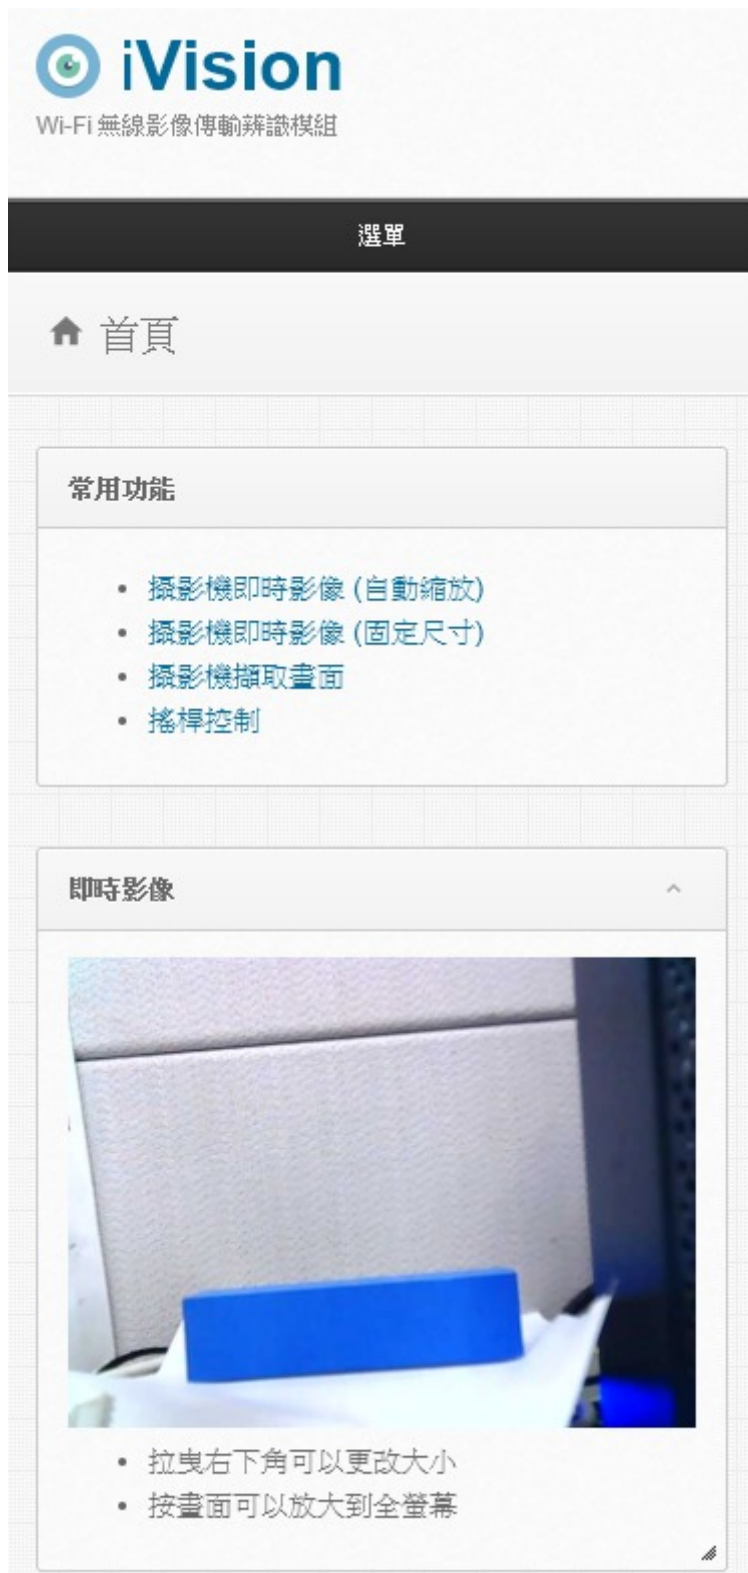 iVision
Wi-Fi 無線影像傳輸辨識模組
選單
首頁
常用功能
攝影機即時影像 (自動縮放)
攝影機即時影像 (固定尺寸)
攝影機擷取畫面
搖桿控制
即時影像
拉曳右下角可以更改大小
按畫面可以放大到全螢幕